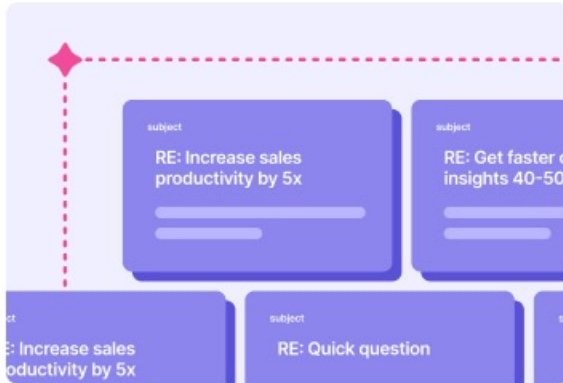 subject
RE: Increase sales
productivity by 5x
subject
RE: Get faster
insights 40-50
ct
E: Increase sales
oductivity by 5x
subject
RE: Quick question
s